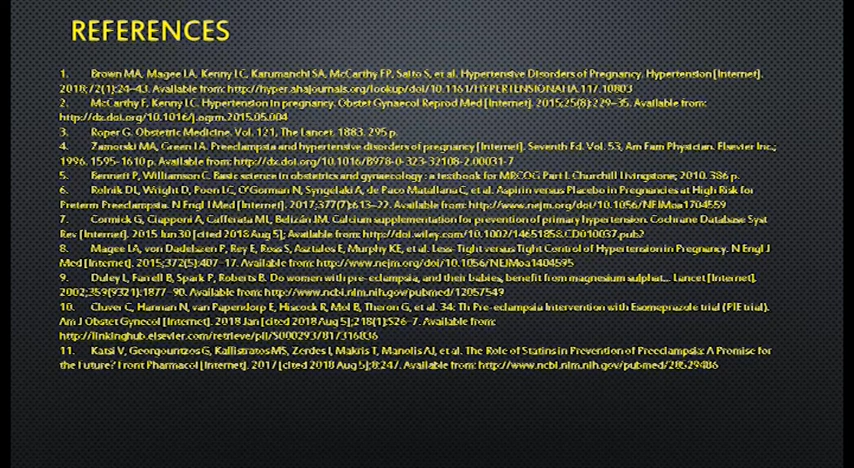 REFERENCES
1. Brown MA, Magee LA, Kenny LC, Karumanchi SA, McCarthy FP, Saito S, et al. Hypertensive Disorders of Pregnancy. Hypertension [Internet].
2018;72(1):24–43. Available from: http://hyper.ahajournals.org/lookup/doi/10.1161/HYPERTENSIONAHA.117.10803
2. McCarthy F, Kenny LC. Hypertension in pregnancy. Obstet Gynaecol Reprod Med [Internet]. 2015;25(8):229–35. Available from:
http://dx.doi.org/10.1016/j.ogrm.2015.05.004
3. Roper G. Obstetric Medicine. Vol. 121, The Lancet. 1883. 295 p.
4. Zamorski MA, Green LA. Preeclampsia and hypertensive disorders of pregnancy [Internet]. Seventh Ed. Vol. 53, Am Fam Physician. Elsevier Inc.;
1996. 1595-1610 p. Available from: http://dx.doi.org/10.1016/B978-0-323-32108-2.00031-7
5. Bennett P, Williamson C. Basic science in obstetrics and gynaecology : a textbook for MRCOG Part I. Churchill Livingstone; 2010. 386 p.
6. Rolnik DL, Wright D, Poon LC, O'Gorman N, Syngelaki A, de Paco Matallana C, et al. Aspirin versus Placebo in Pregnancies at High Risk for
Preterm Preeclampsia. N Engl J Med [Internet]. 2017;377(7):613–22. Available from: http://www.nejm.org/doi/10.1056/NEJMoa1704559
7. Cormick G, Ciapponi A, Cafferata ML, Belizán JM. Calcium supplementation for prevention of primary hypertension. Cochrane Database Syst
Rev [Internet]. 2015 Jun 30 [cited 2018 Aug 5]; Available from: http://doi.wiley.com/10.1002/14651858.CD010037.pub2
8. Magee LA, von Dadelszen P, Rey E, Ross S, Asztalos E, Murphy KE, et al. Less-Tight versus Tight Control of Hypertension in Pregnancy. N Engl J
Med [Internet]. 2015;372(5):407–17. Available from: http://www.nejm.org/doi/10.1056/NEJMoa1404595
9. Duley L, Farrell B, Spark P, Roberts B. Do women with pre-eclampsia, and their babies, benefit from magnesium sulphat... Lancet [Internet].
2002;359(9321):1877–90. Available from: http://www.ncbi.nlm.nih.gov/pubmed/12057549
10. Cluver C, Hannan N, van Papendorp E, Hiscock R, Mol B, Theron G, et al. 34: Th Pre-eclampsia Intervention with Esomeprazole trial (PIE trial).
Am J Obstet Gynecol [Internet]. 2018 Jan [cited 2018 Aug 5];218(1):S26–7. Available from:
http://linkinghub.elsevier.com/retrieve/pii/S0002937817316836
11. Katsi V, Georgountzos G, Kallistratos MS, Zerdes I, Makris T, Manolis AJ, et al. The Role of Statins in Prevention of Preeclampsia: A Promise for
the Future? Front Pharmacol [Internet]. 2017 [cited 2018 Aug 5];8:247. Available from: http://www.ncbi.nlm.nih.gov/pubmed/28529486